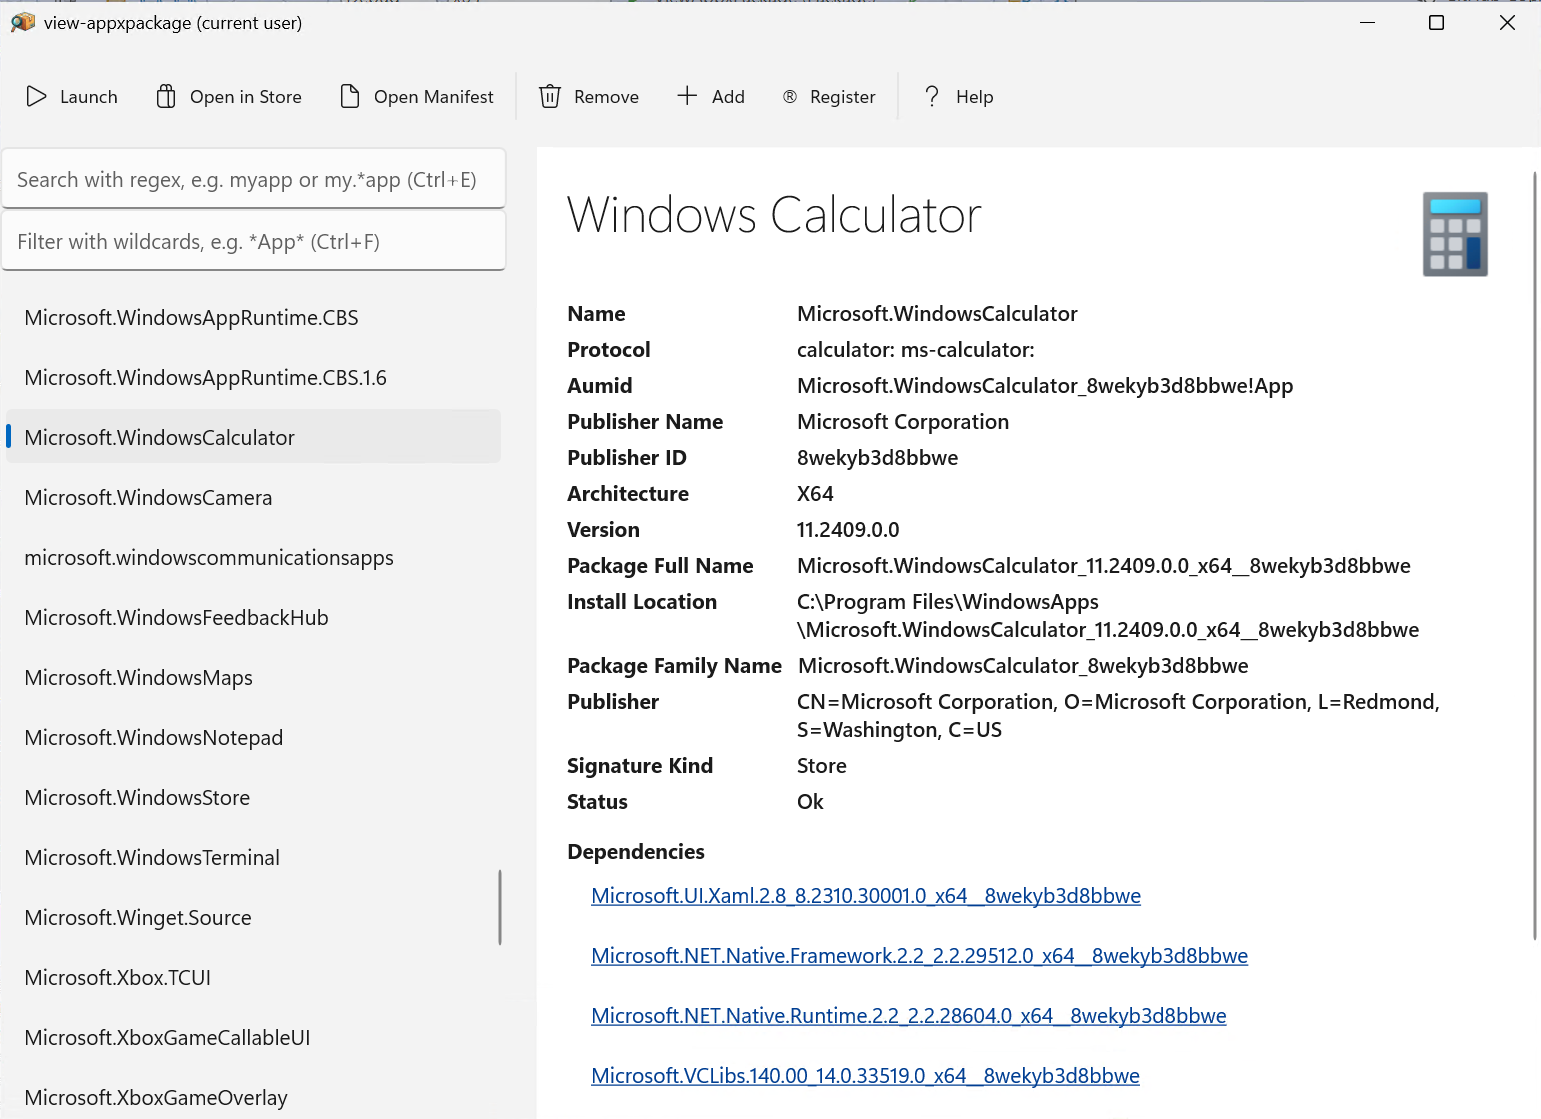 view-appxpackage (current user)
Launch
Open in Store
Open Manifest
Remove
Add
® Register
? Help
Search with regex, e.g. myapp or my.*app (Ctrl+E)
Filter with wildcards, e.g. *App* (Ctrl+F)
Microsoft.WindowsAppRuntime.CBS
Microsoft.WindowsAppRuntime.CBS.1.6
Microsoft.WindowsCalculator
Microsoft.WindowsCamera
microsoft.windowscommunicationsapps
Microsoft.WindowsFeedbackHub
Microsoft.WindowsMaps
Microsoft.WindowsNotepad
Microsoft.WindowsStore
Microsoft.WindowsTerminal
Microsoft.Winget.Source
Microsoft.Xbox.TCUI
Microsoft.XboxGameCallableUI
Microsoft.XboxGameOverlay
Windows Calculator
Name Microsoft.WindowsCalculator
Protocol calculator: ms-calculator:
Aumid Microsoft.WindowsCalculator_8wekyb3d8bbwe!App
Publisher Name Microsoft Corporation
Publisher ID 8wekyb3d8bbwe
Architecture X64
Version 11.2409.0.0
Package Full Name Microsoft.WindowsCalculator_11.2409.0.0_x64__8wekyb3d8bbwe
Install Location C:\Program Files\WindowsApps
\Microsoft.WindowsCalculator_11.2409.0.0_x64__8wekyb3d8bbwe
Package Family Name Microsoft.WindowsCalculator_8wekyb3d8bbwe
Publisher CN=Microsoft Corporation, O=Microsoft Corporation, L=Redmond,
S=Washington, C=US
Signature Kind Store
Status Ok
Dependencies
Microsoft.UI.Xaml.2.8_8.2310.30001.0_x64__8wekyb3d8bbwe
Microsoft.NET.Native.Framework.2.2_2.2.29512.0_x64__8wekyb3d8bbwe
Microsoft.NET.Native.Runtime.2.2_2.2.28604.0_x64__8wekyb3d8bbwe
Microsoft.VCLibs.140.00_14.0.33519.0_x64__8wekyb3d8bbwe